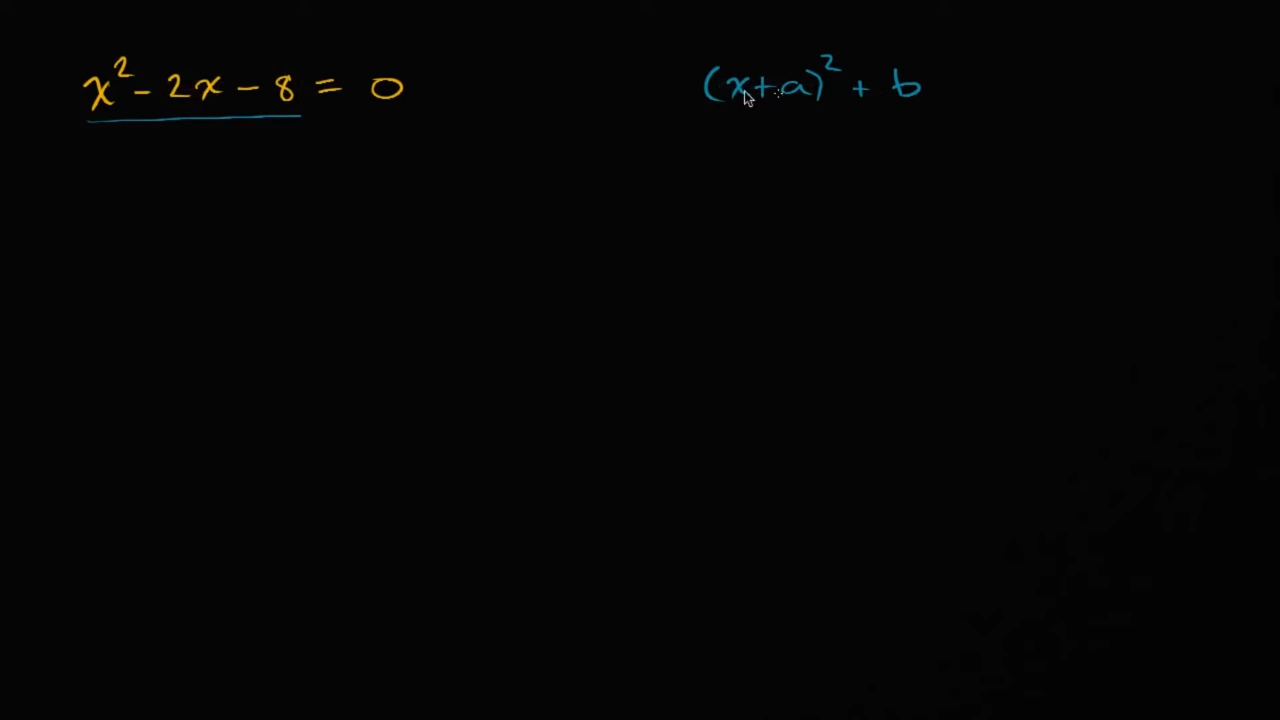 x² - 2x - 8 = 0
(x+a)² + b